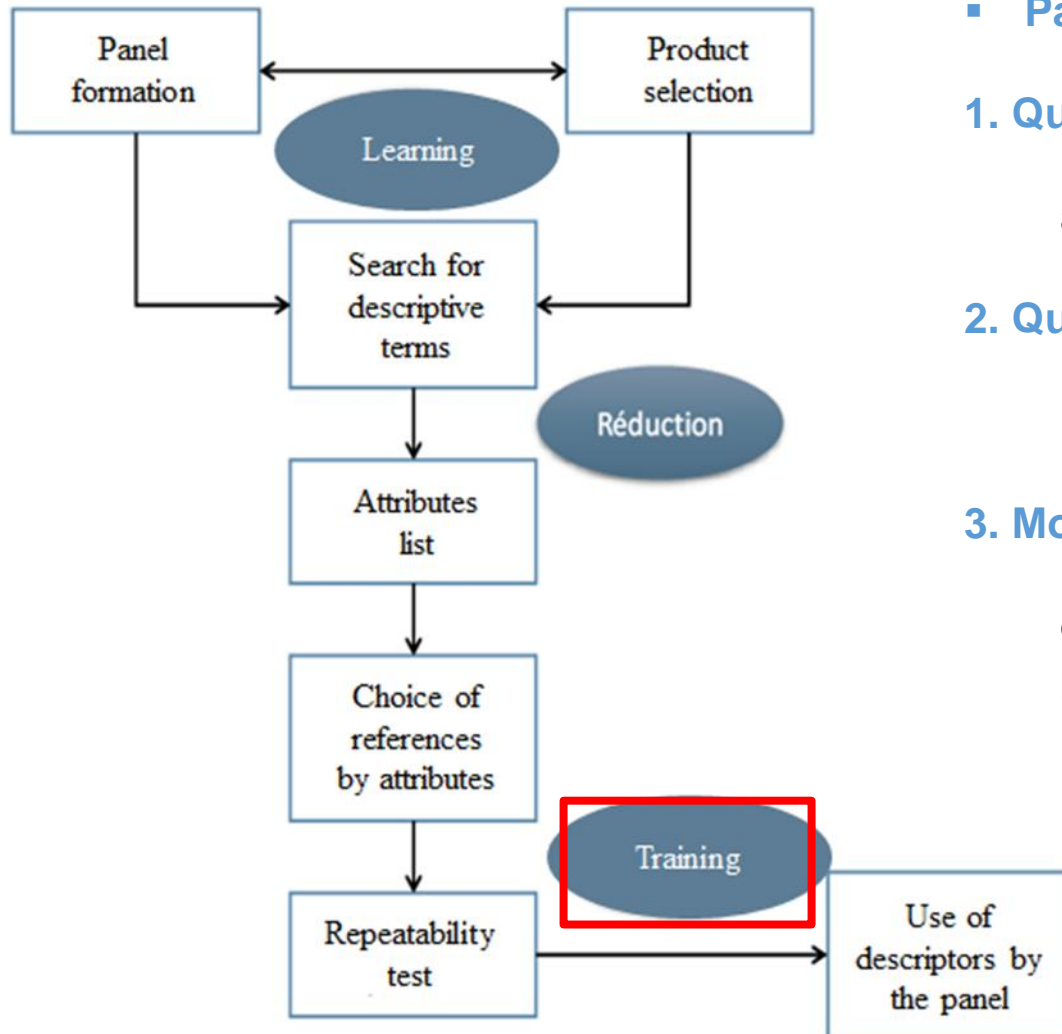 Panel
formation
Product
selection
Learning
Search for
descriptive
terms
Réduction
Attributes
list
Choice of
references
by attributes
Training
Repeatability
test
Use of
descriptors by
the panel
1. Qu
2. Qu
3. Mo